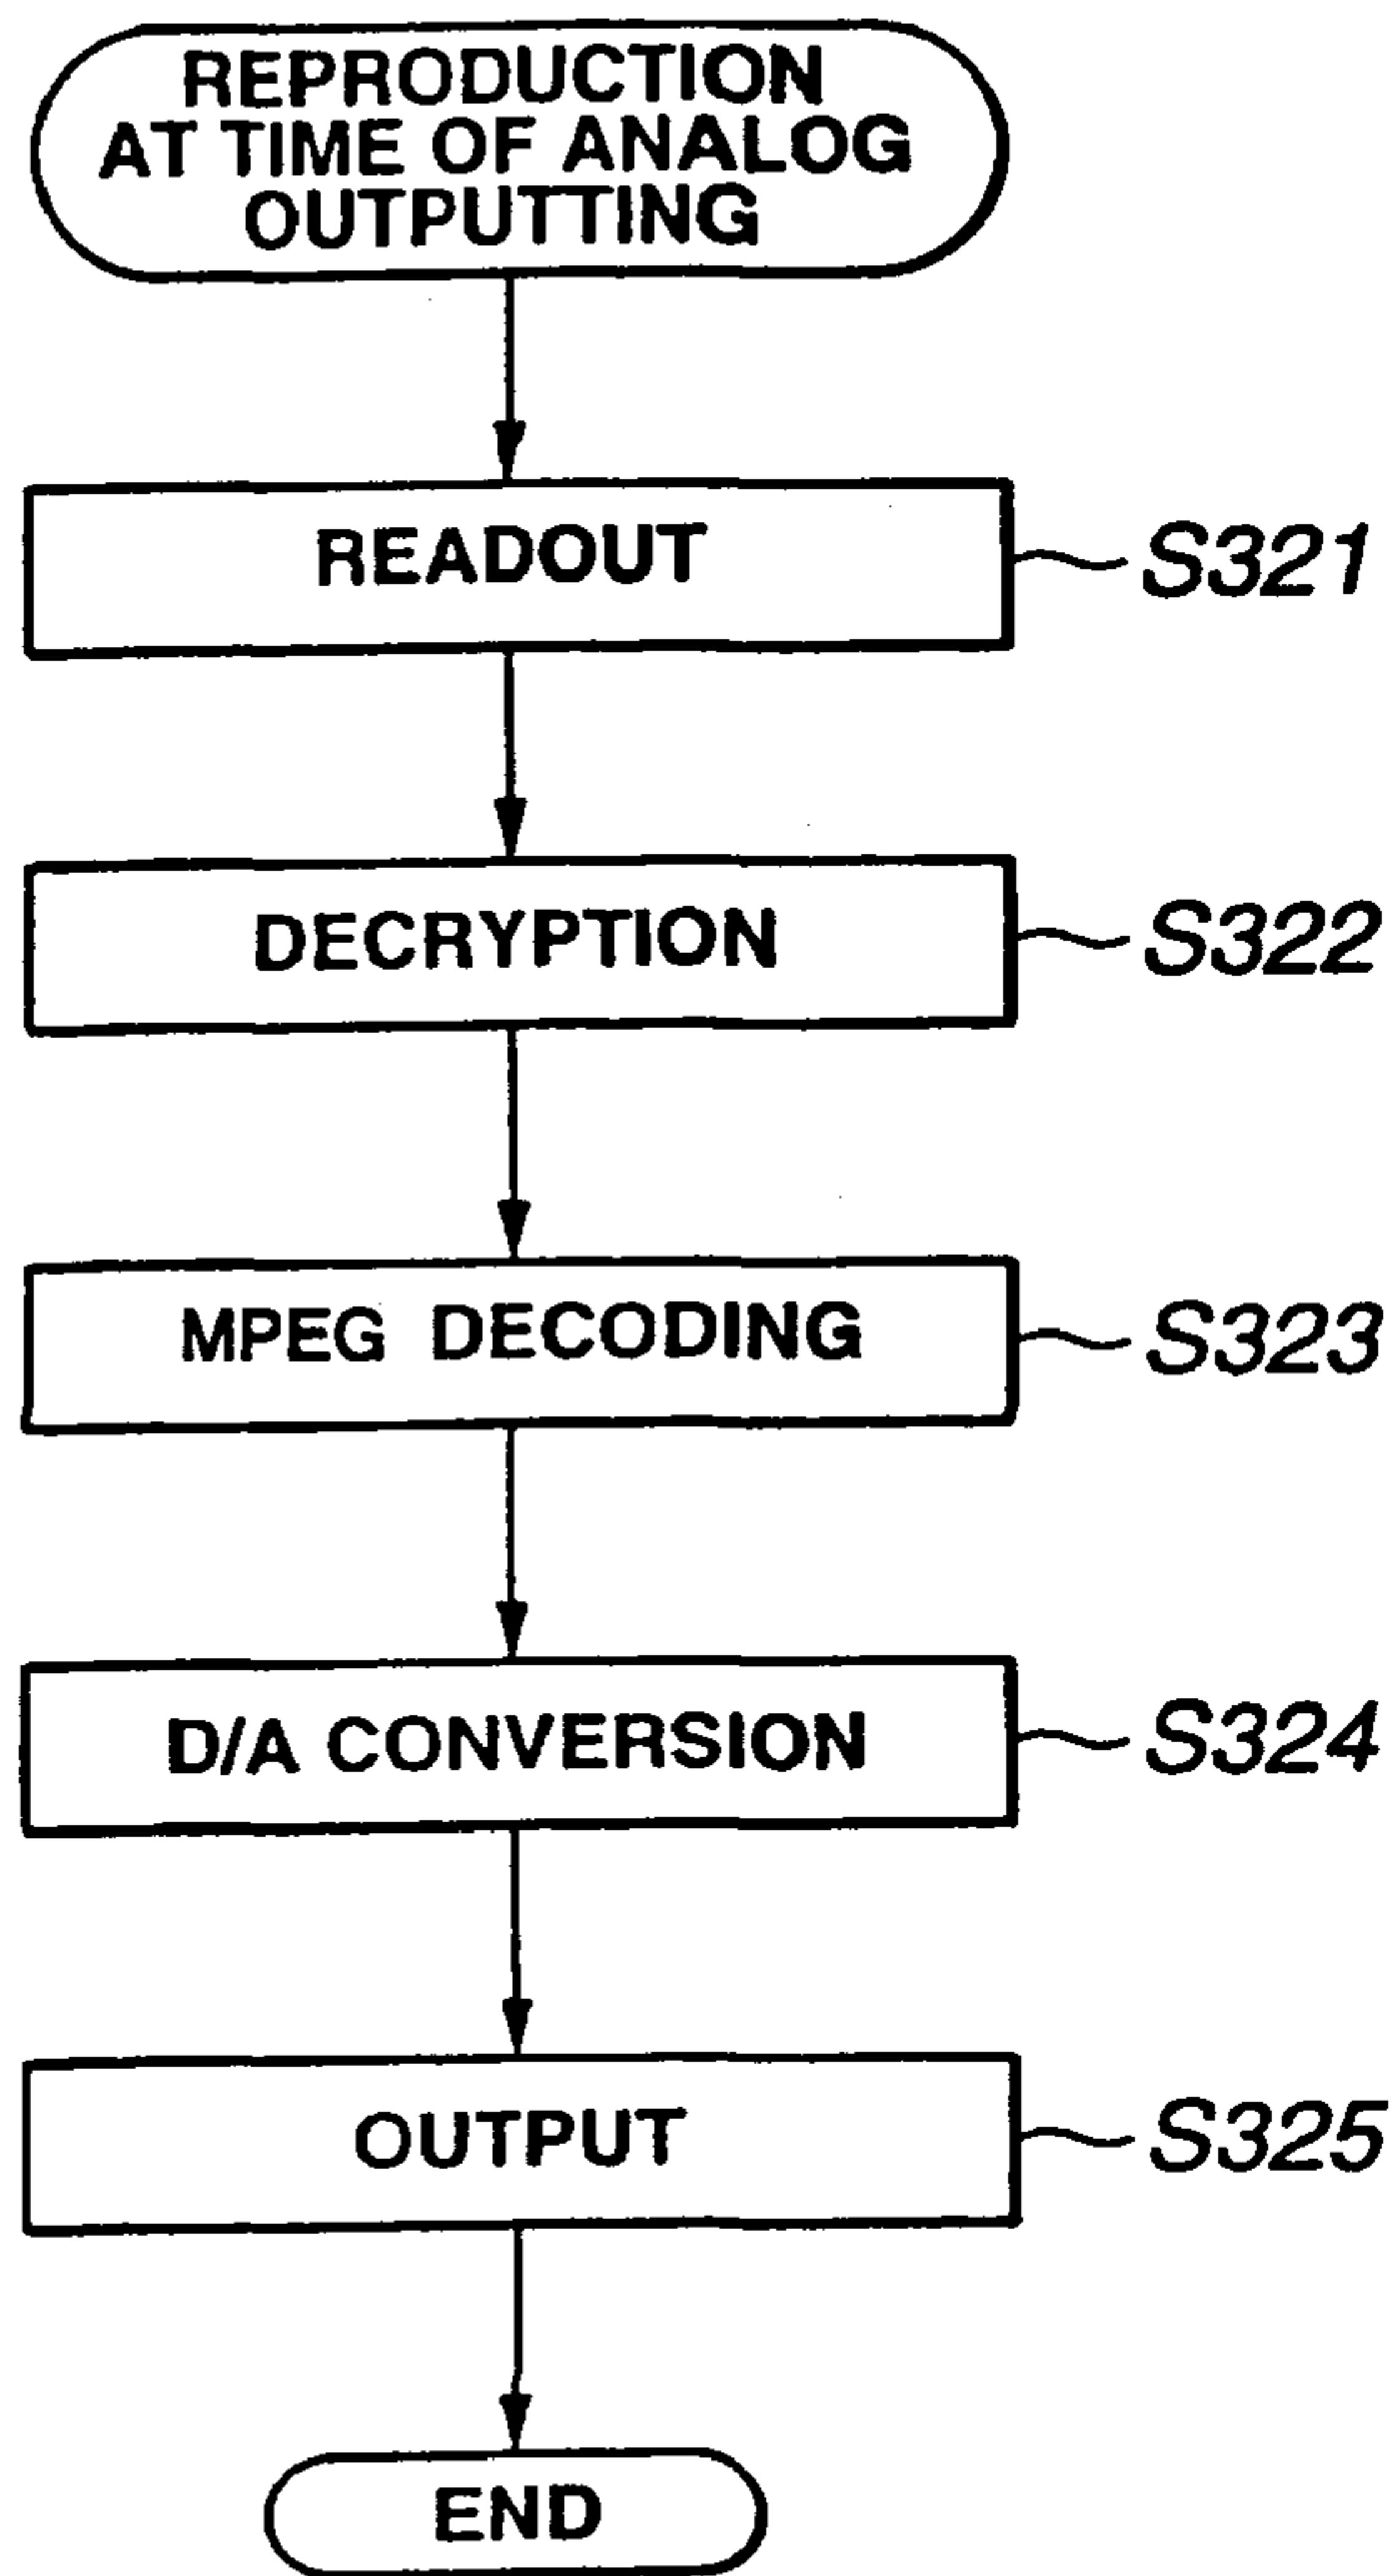 REPRODUCTION
AT TIME OF ANALOG
OUTPUTTING
READOUT
S321
DECRYPTION
S322
MPEG DECODING
S323
D/A CONVERSION
S324
OUTPUT
S325
END